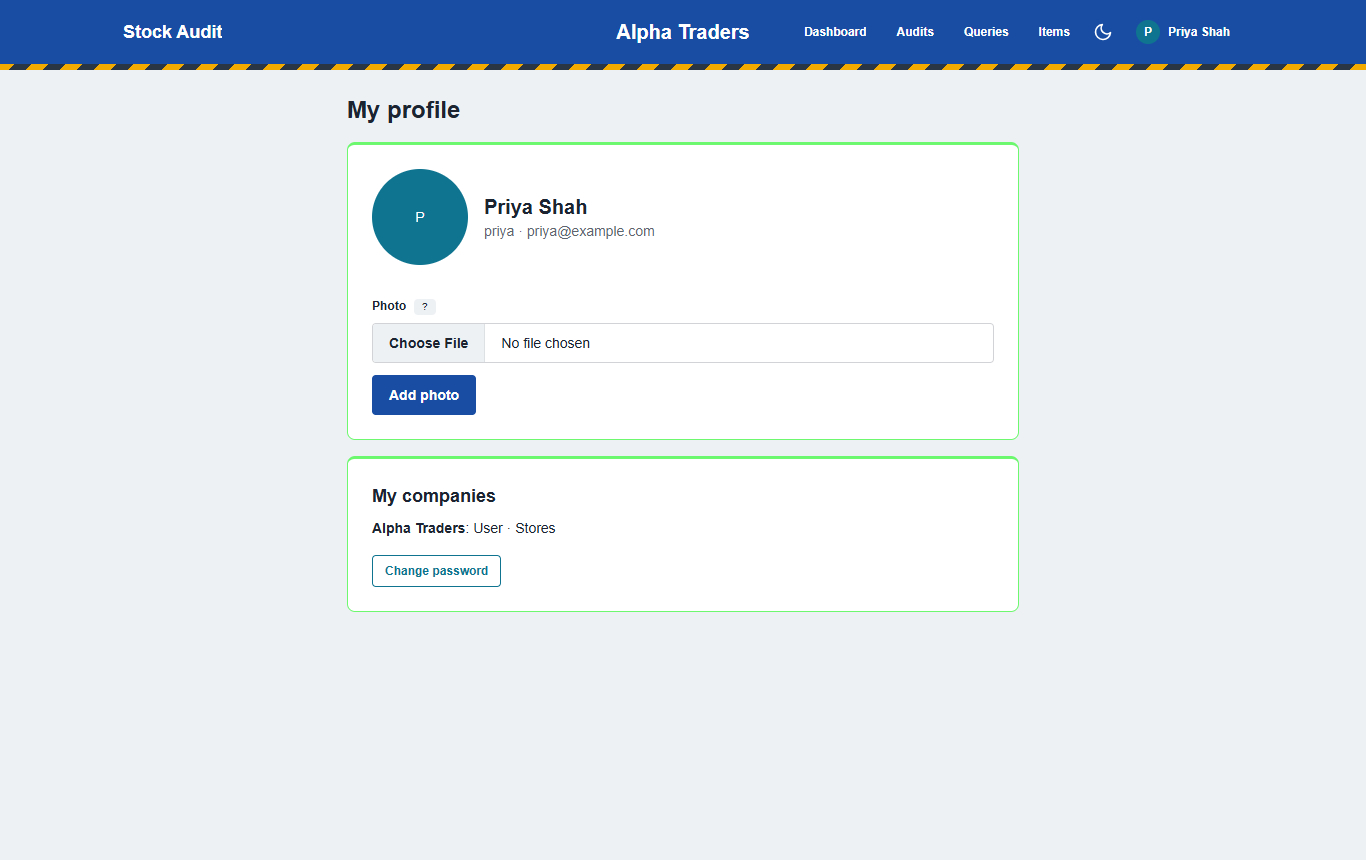 Stock Audit
Alpha Traders
Dashboard
Audits
Queries
Items
P
Priya Shah
My profile
P
Priya Shah
priya · priya@example.com
Photo ?
Choose File No file chosen
Add photo
My companies
Alpha Traders: User · Stores
Change password